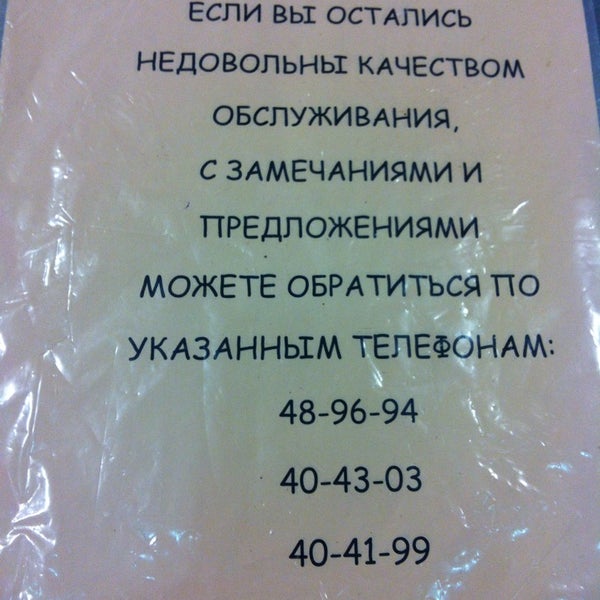 ЕСЛИ ВЫ ОСТАЛИСЬ
НЕДОВОЛЬНЫ КАЧЕСТВОМ
ОБСЛУЖИВАНИЯ,
С ЗАМЕЧАНИЯМИ И
ПРЕДЛОЖЕНИЯМИ
МОЖЕТЕ ОБРАТИТЬСЯ ПО
УКАЗАННЫМ ТЕЛЕФОНАМ:
48-96-94
40-43-03
40-41-99